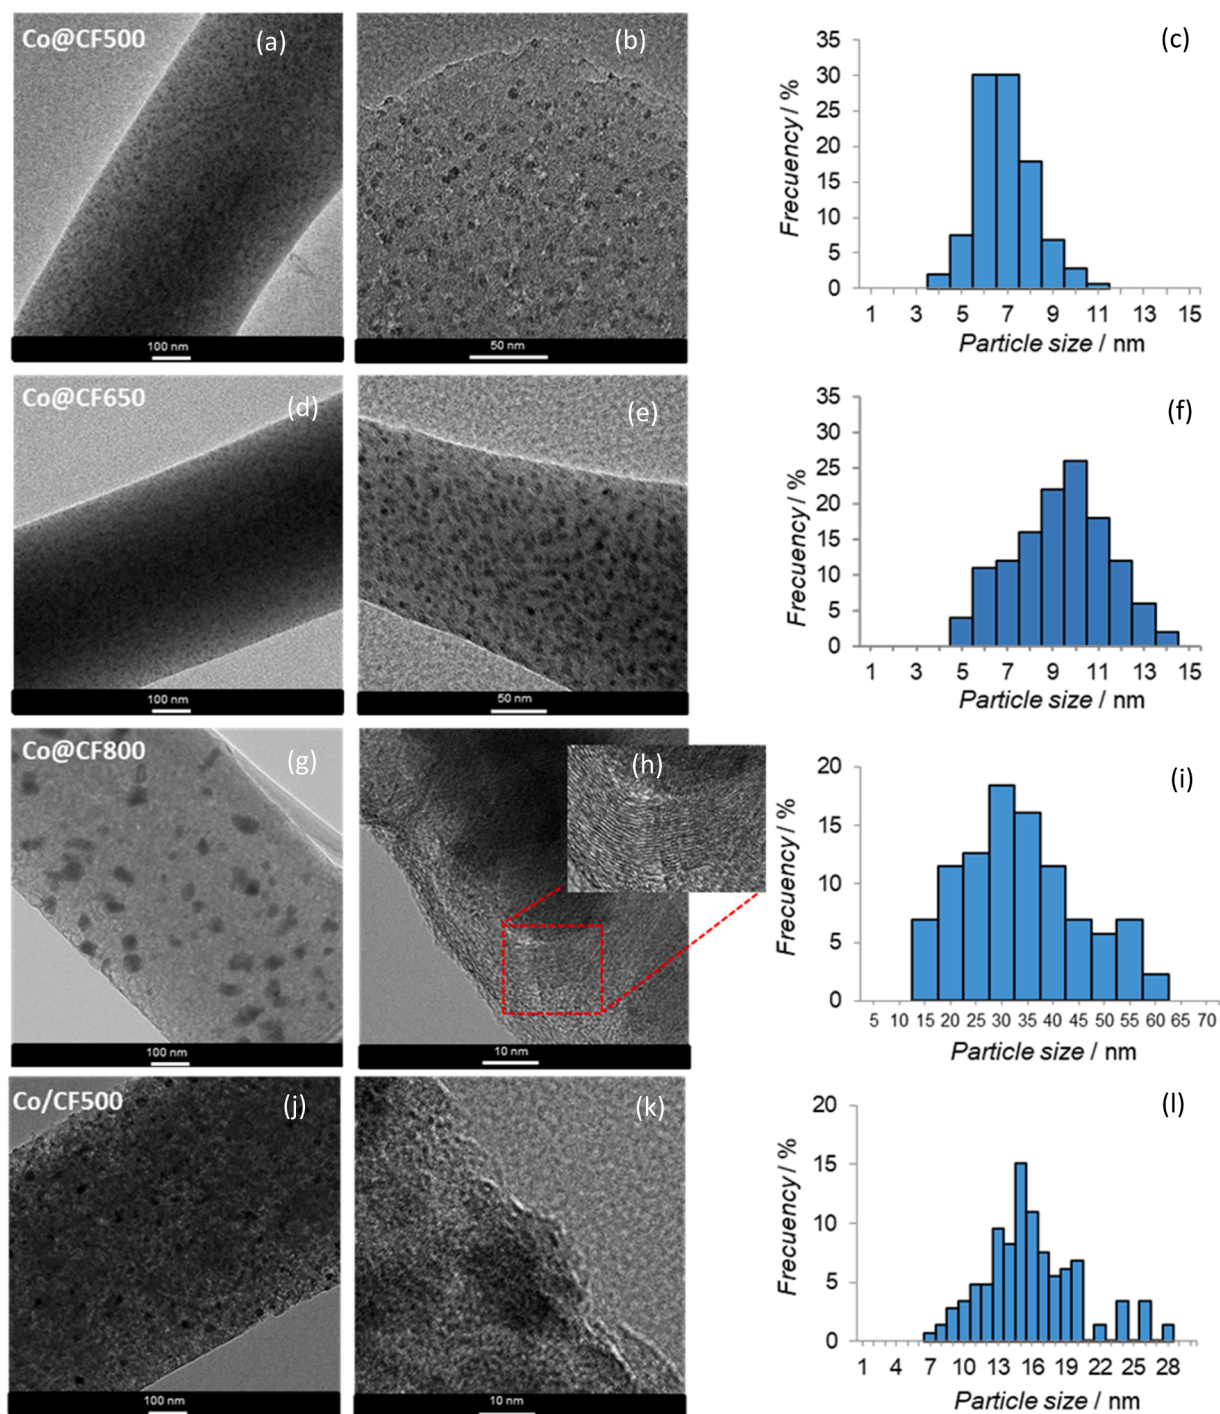 Co@CF500
(a)
100 nm
(b)
50 nm
(c)
Frecuency / %
35
30
25
20
15
10
5
0
1 3 5 7 9 11 13 15
Particle size / nm
Co@CF650
(d)
100 nm
(e)
50 nm
(f)
Frecuency / %
35
30
25
20
15
10
5
0
1 3 5 7 9 11 13 15
Particle size / nm
Co@CF800
(g)
100 nm
(h)
10 nm
(i)
Frecuency / %
20
15
10
5
0
5 10 15 20 25 30 35 40 45 50 55 60 65 70
Particle size / nm
Co/CF500
(j)
100 nm
(k)
10 nm
(l)
Frecuency / %
20
15
10
5
0
1 4 7 10 13 16 19 22 25 28
Particle size / nm